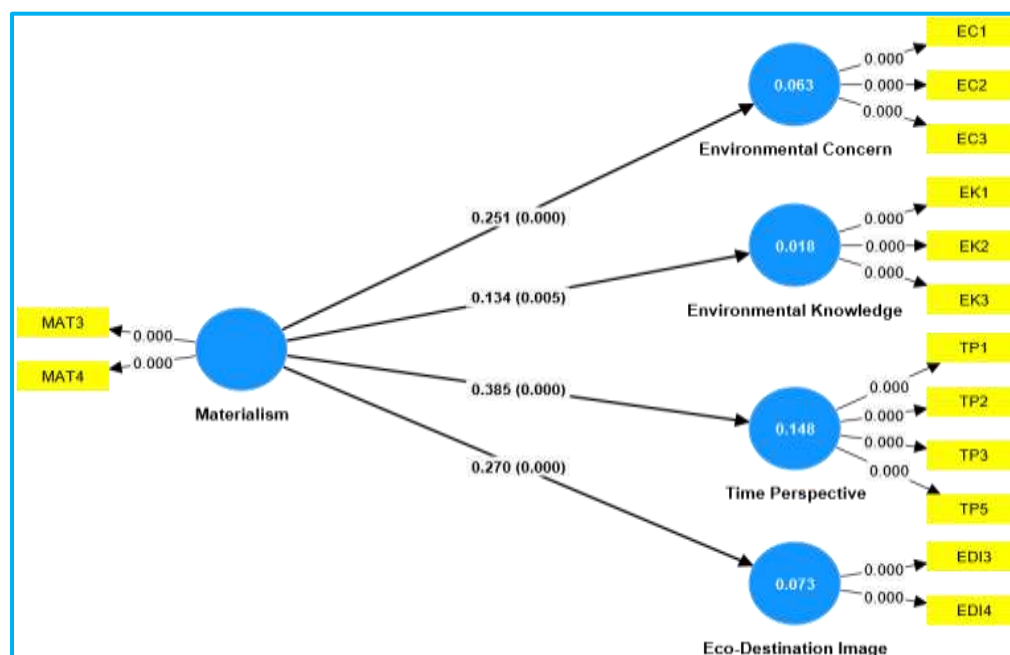 EC1
0.000
0.063
0.000
EC2
0.000
EC3
Environmental Concern
EK1
0.000
0.251 (0.000)
0.018
0.000
EK2
0.000
0.134 (0.005)
Environmental Knowledge
EK3
MAT3
0.000
TP1
0.000
MAT4
0.000
0.385 (0.000)
TP2
0.000
Materialism
0.148
0.000
TP3
0.270 (0.000)
0.000
Time Perspective
TP5
EDI3
0.000
0.073
0.000
EDI4
Eco-Destination Image